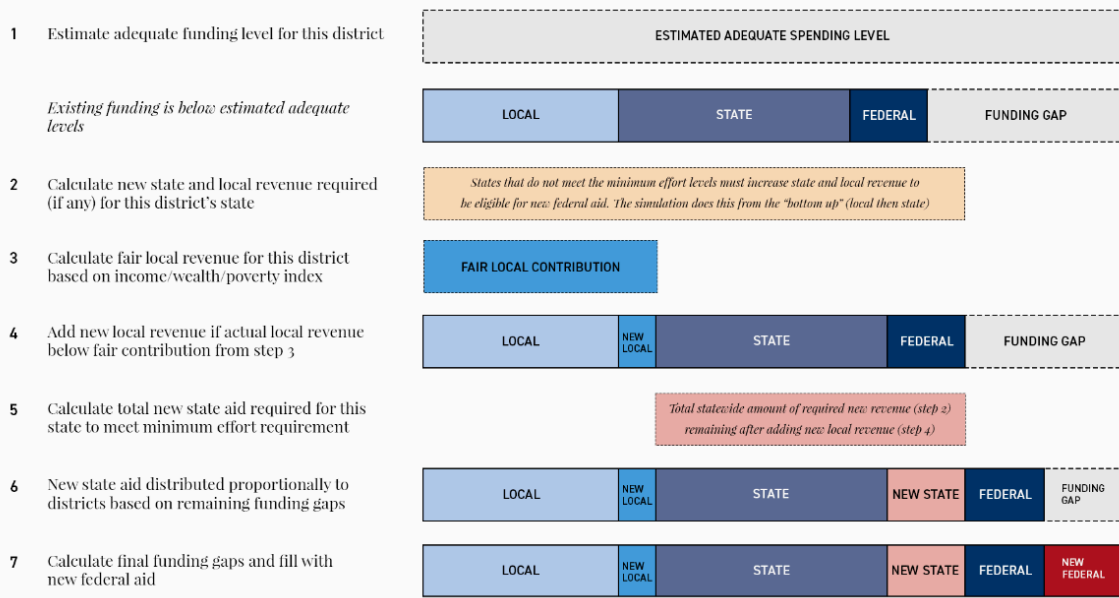 1 Estimate adequate funding level for this district
ESTIMATED ADEQUATE SPENDING LEVEL
Existing funding is below estimated adequate
levels
LOCAL STATE FEDERAL FUNDING GAP
2 Calculate new state and local revenue required
(if any) for this district's state
States that do not meet the minimum effort levels must increase state and local revenue to
be eligible for new federal aid. The simulation does this from the “bottom up” (local then state)
3 Calculate fair local revenue for this district
based on income/wealth/poverty index
FAIR LOCAL CONTRIBUTION
4 Add new local revenue if actual local revenue
below fair contribution from step 3
LOCAL NEW LOCAL STATE FEDERAL FUNDING GAP
5 Calculate total new state aid required for this
state to meet minimum effort requirement
Total statewide amount of required new revenue (step 2)
remaining after adding new local revenue (step 4)
6 New state aid distributed proportionally to
districts based on remaining funding gaps
LOCAL NEW LOCAL STATE NEW STATE FEDERAL FUNDING GAP
7 Calculate final funding gaps and fill with
new federal aid
LOCAL NEW LOCAL STATE NEW STATE FEDERAL NEW FEDERAL